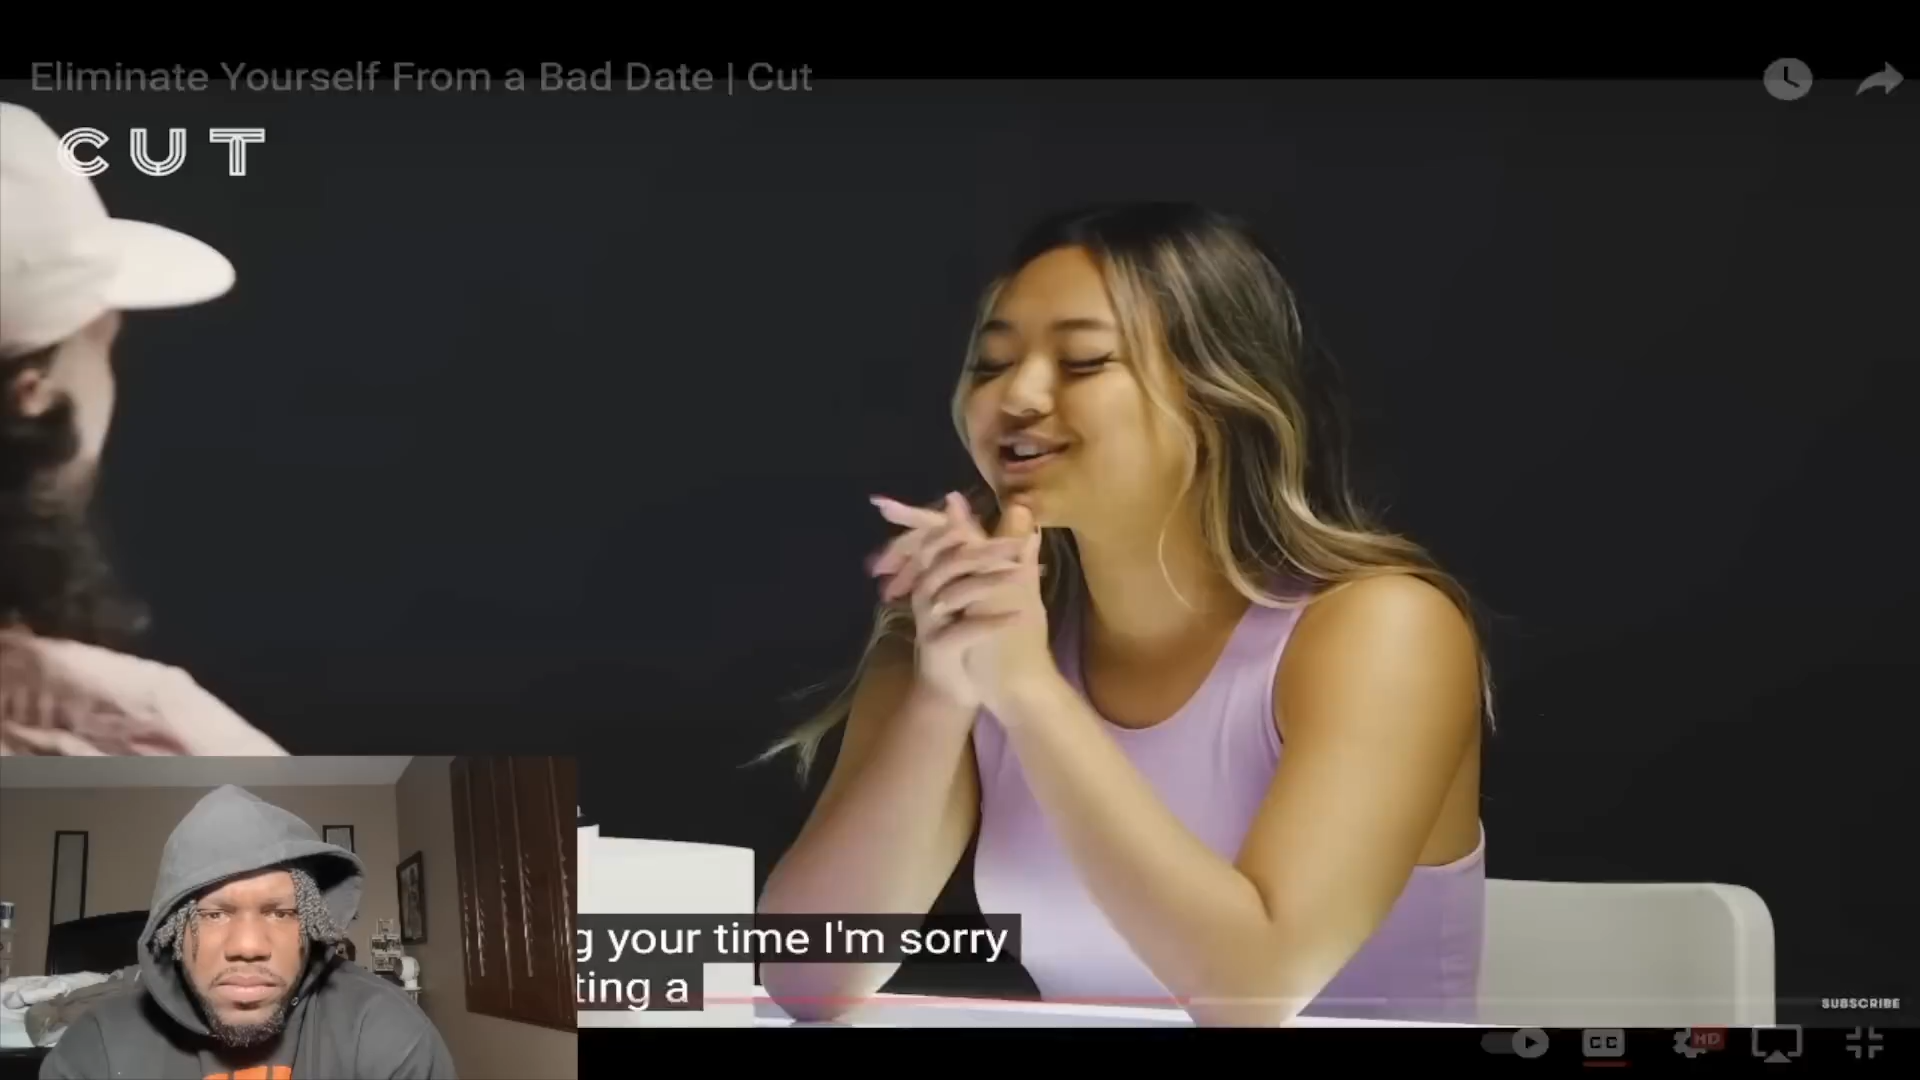 Eliminate Yourself From a Bad Date | Cut
CUT
g your time I'm sorry
ting a
SUBSCRIBE
CC
HD